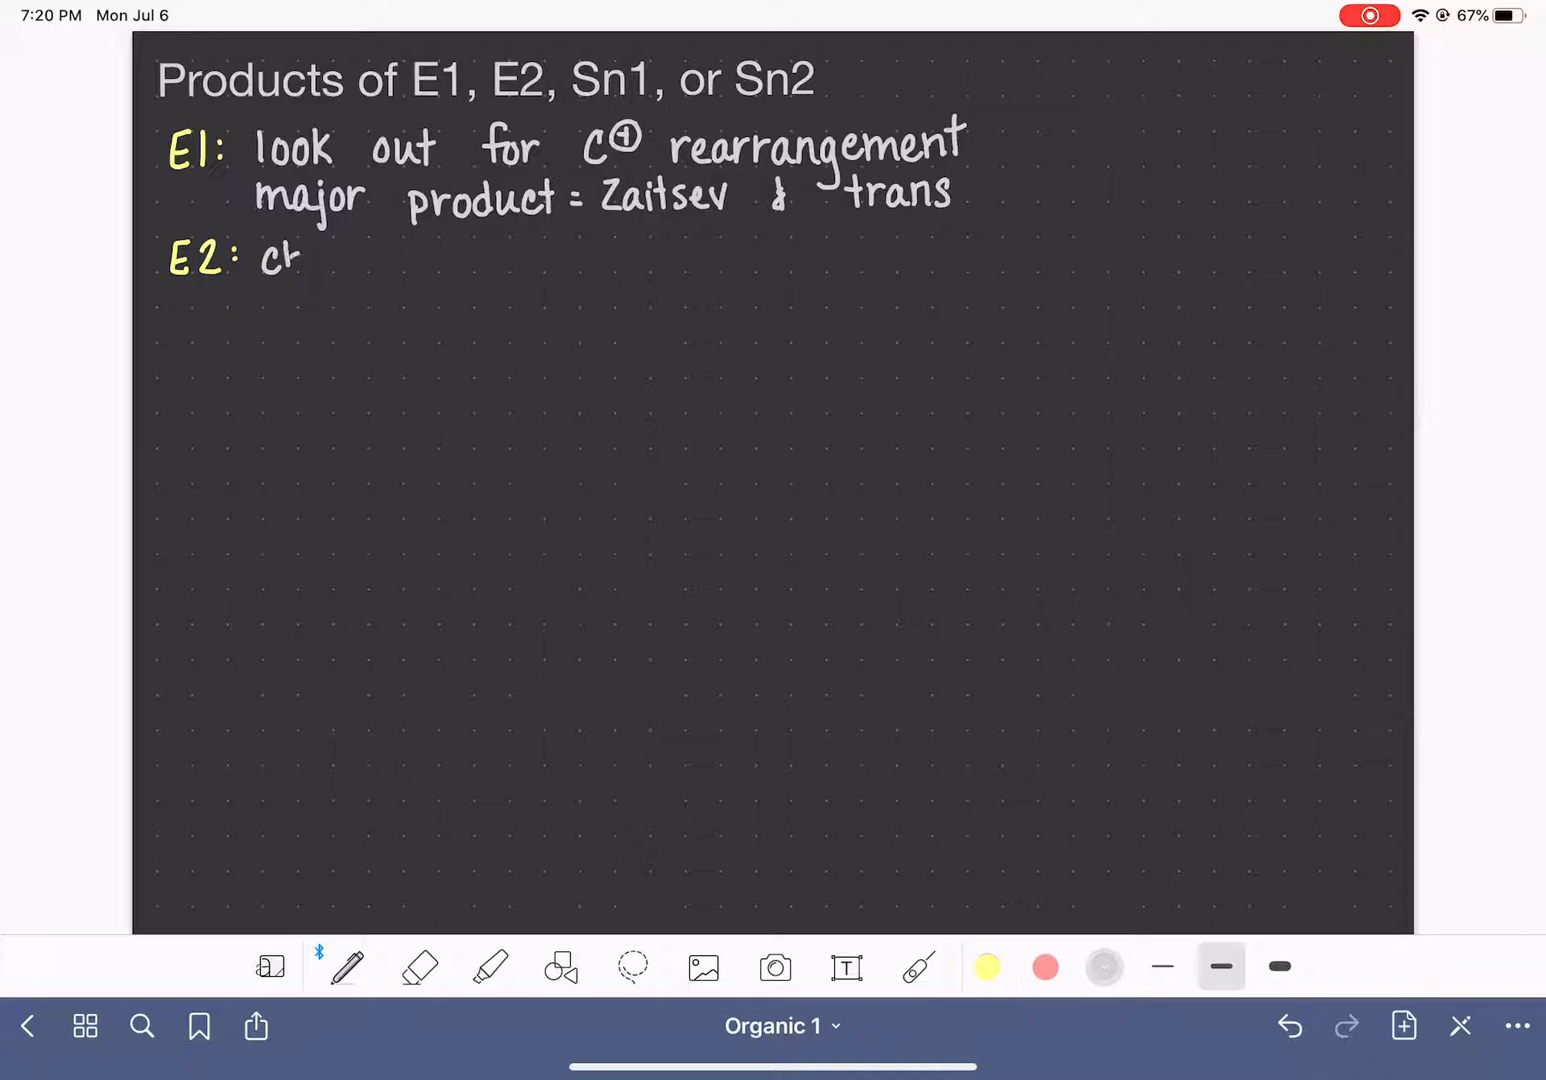 7:20 PM Mon Jul 6
67%
Products of E1, E2, Sn1, or Sn2
E1: look out for C⊕ rearrangement
major product = Zaitsev & trans
E2: ch
T
Organic 1